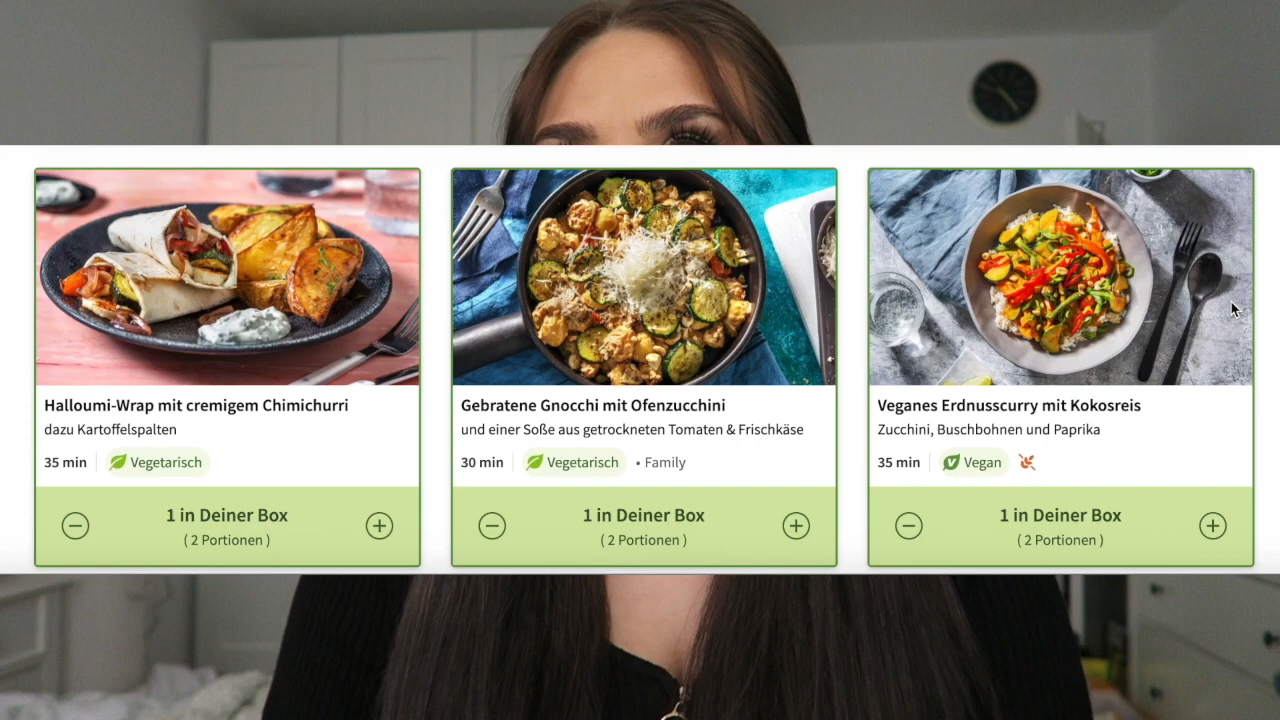 Halloumi-Wrap mit cremigem Chimichurri
dazu Kartoffelspalten
35 min Vegetarisch
1 in Deiner Box
( 2 Portionen )
Gebratene Gnocchi mit Ofenzucchini
und einer Soße aus getrockneten Tomaten & Frischkäse
30 min Vegetarisch • Family
1 in Deiner Box
( 2 Portionen )
Veganes Erdnusscurry mit Kokosreis
Zucchini, Buschbohnen und Paprika
35 min Vegan
1 in Deiner Box
( 2 Portionen )